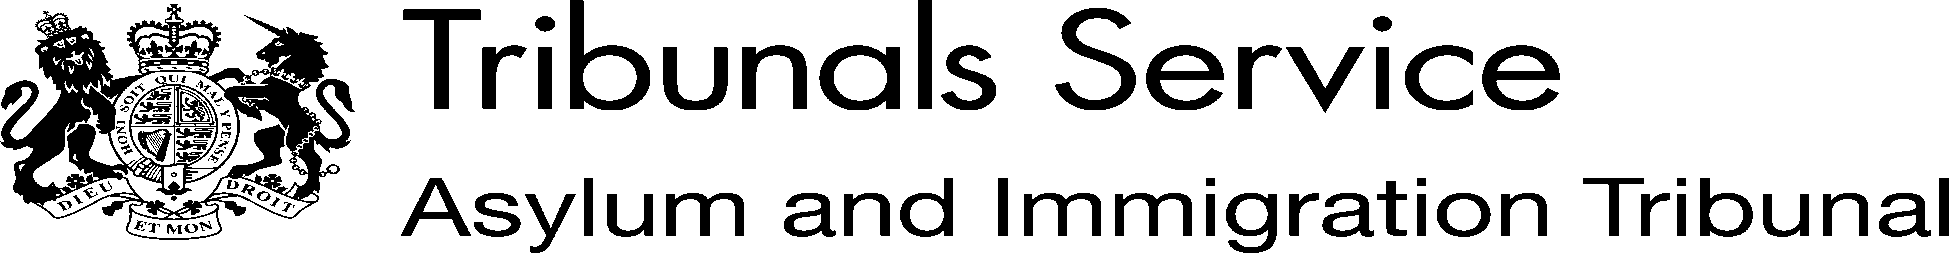 Tribunals Service
Asylum and Immigration Tribunal
HONI SOIT QUI MAL Y PENSE
DIEU ET MON DROIT